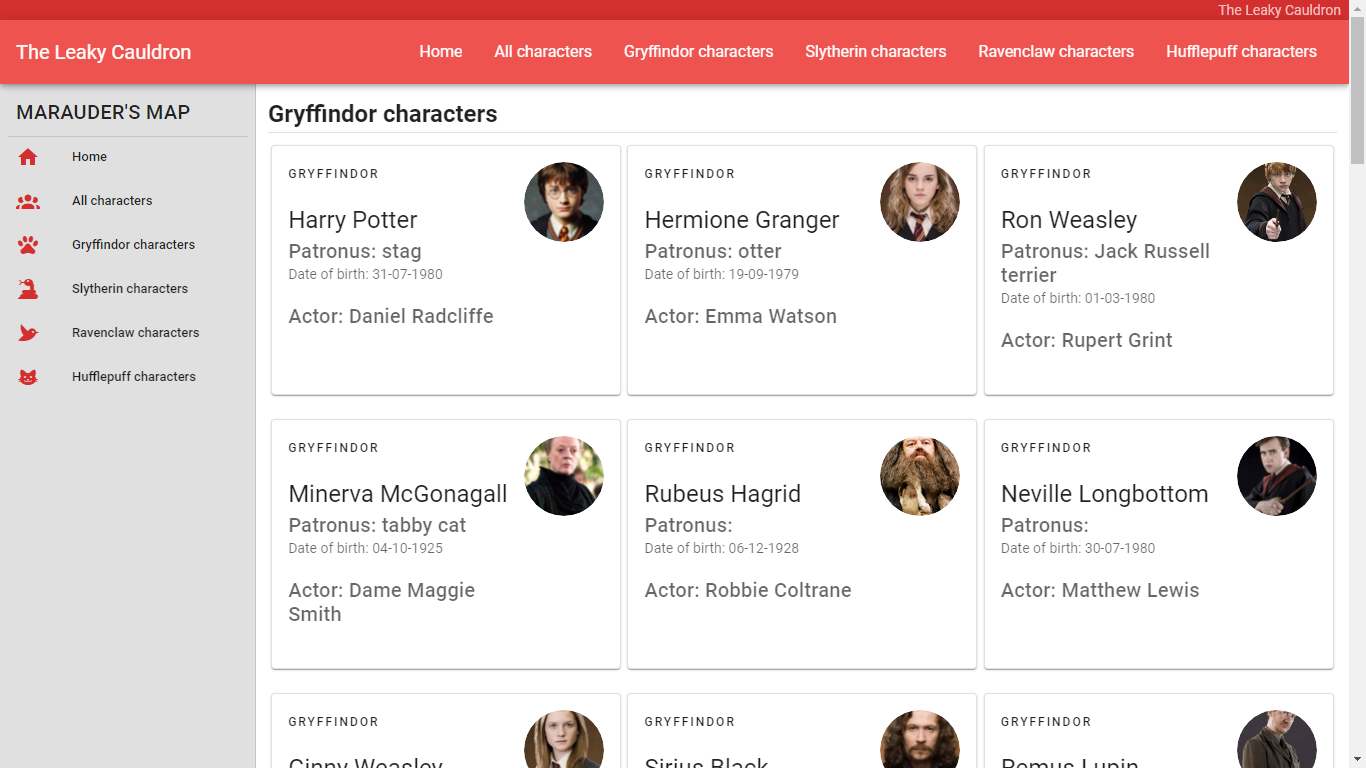 The Leaky Cauldron
The Leaky Cauldron
Home
All characters
Gryffindor characters
Slytherin characters
Ravenclaw characters
Hufflepuff characters
MARAUDER'S MAP
Home
All characters
Gryffindor characters
Slytherin characters
Ravenclaw characters
Hufflepuff characters
Gryffindor characters
GRYFFINDOR
Harry Potter
Patronus: stag
Date of birth: 31-07-1980
Actor: Daniel Radcliffe
GRYFFINDOR
Hermione Granger
Patronus: otter
Date of birth: 19-09-1979
Actor: Emma Watson
GRYFFINDOR
Ron Weasley
Patronus: Jack Russell
terrier
Date of birth: 01-03-1980
Actor: Rupert Grint
GRYFFINDOR
Minerva McGonagall
Patronus: tabby cat
Date of birth: 04-10-1925
Actor: Dame Maggie
Smith
GRYFFINDOR
Rubeus Hagrid
Patronus:
Date of birth: 06-12-1928
Actor: Robbie Coltrane
GRYFFINDOR
Neville Longbottom
Patronus:
Date of birth: 30-07-1980
Actor: Matthew Lewis
GRYFFINDOR
Ginny Weasley
GRYFFINDOR
Sirius Black
GRYFFINDOR
Remus Lupin